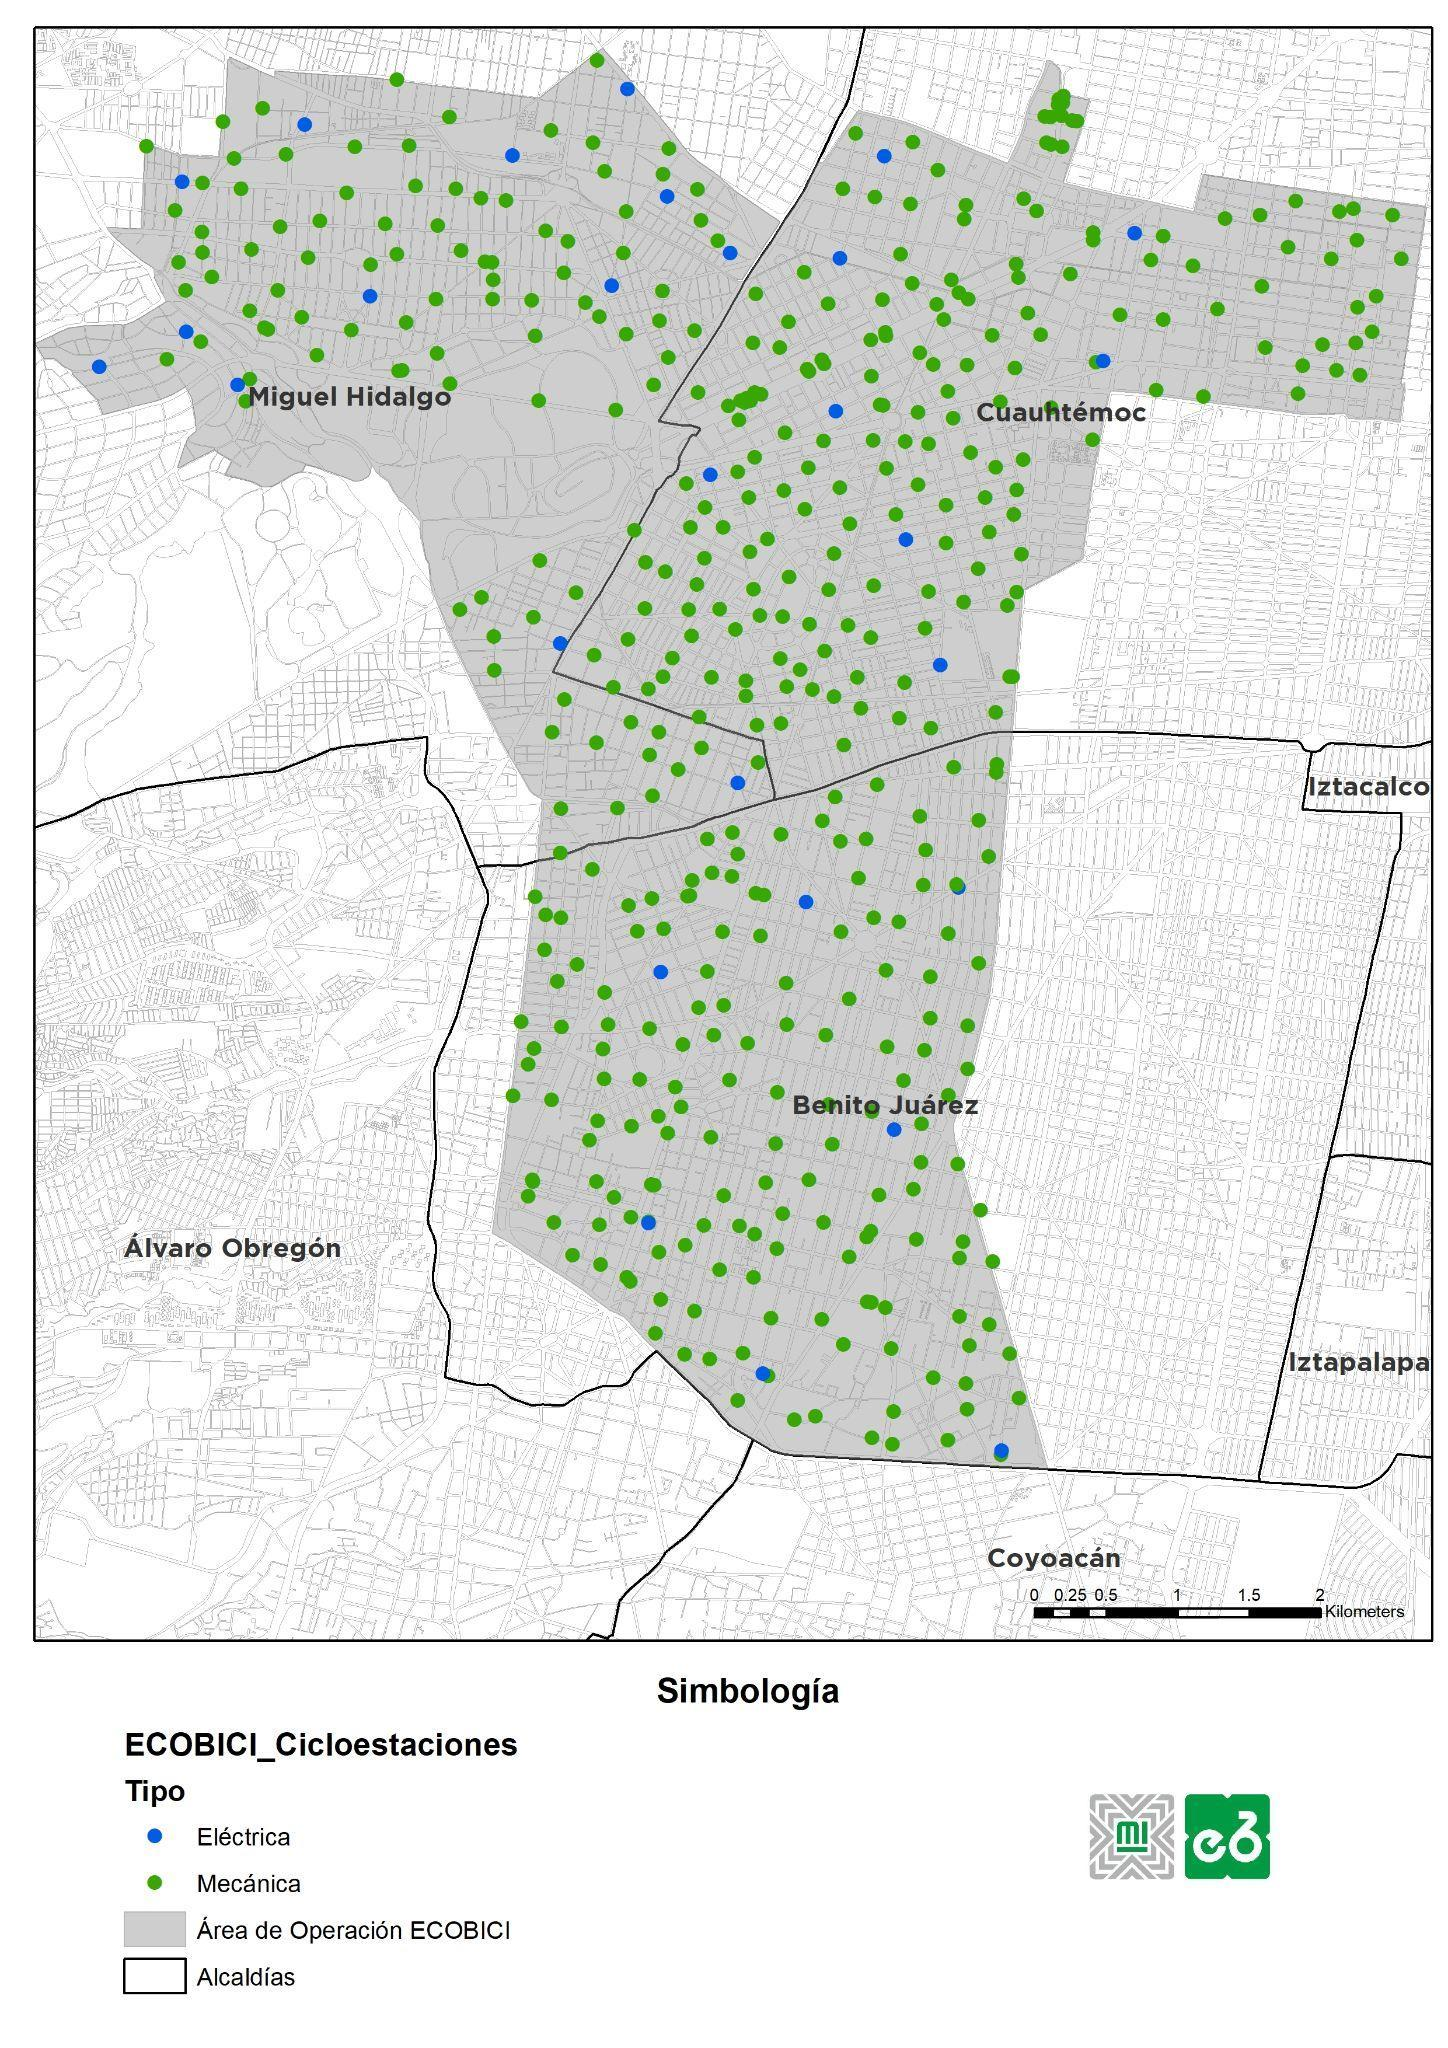 Miguel Hidalgo
Cuauhtémoc
Iztacalco
Benito Juárez
Álvaro Obregón
Iztapalapa
Coyoacán
0 0.25 0.5 1 1.5 2
Kilometers
Simbología
ECOBICI_Cicloestaciones
Tipo
Eléctrica
Mecánica
Área de Operación ECOBICI
Alcaldías